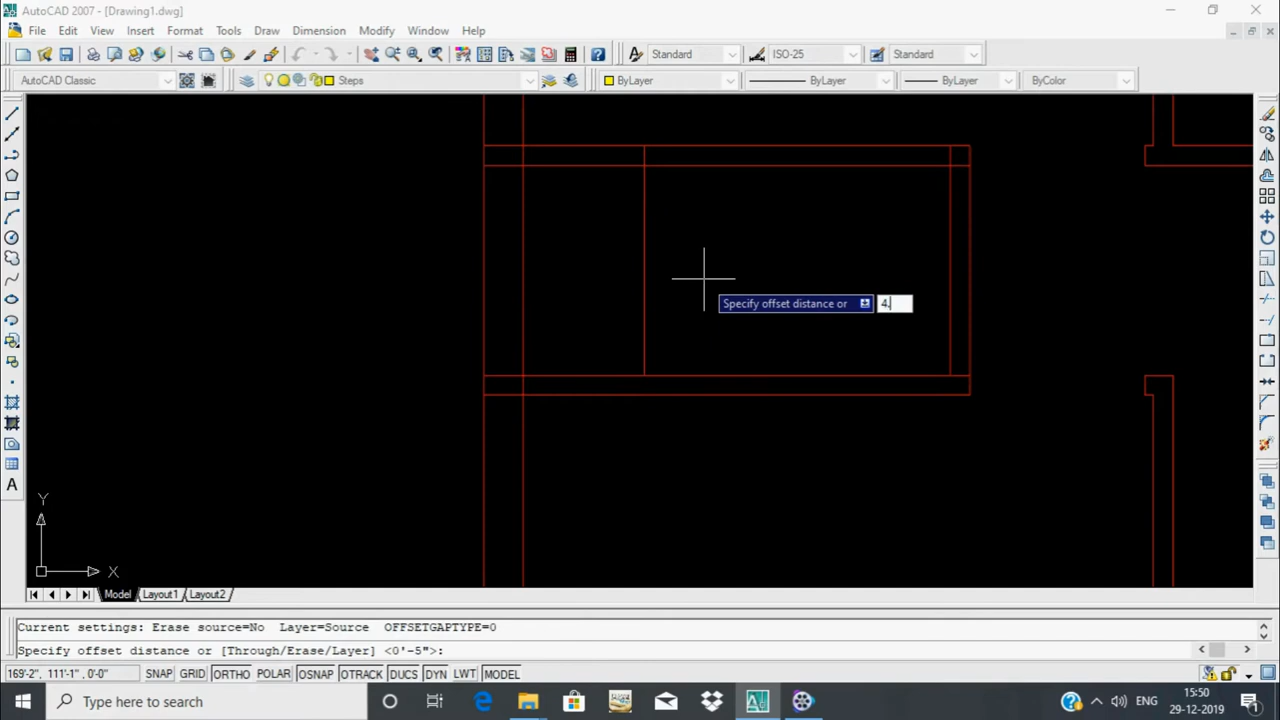 AutoCAD 2007 - [Drawing1.dwg]
File Edit View Insert Format Tools Draw Dimension Modify Window Help
Standard ISO-25 Standard
AutoCAD Classic Steps ByLayer ByLayer ByLayer ByColor
Specify offset distance or 4.
Y
X
Model Layout1 Layout2
Current settings: Erase source=No Layer=Source OFFSETGAPTYPE=0
Specify offset distance or [Through/Erase/Layer] <0'-5">:
169'-2", 111'-1" , 0'-0" SNAP GRID ORTHO POLAR OSNAP OTRACK DUCS DYN LWT MODEL
Type here to search ENG 15:50
29-12-2019